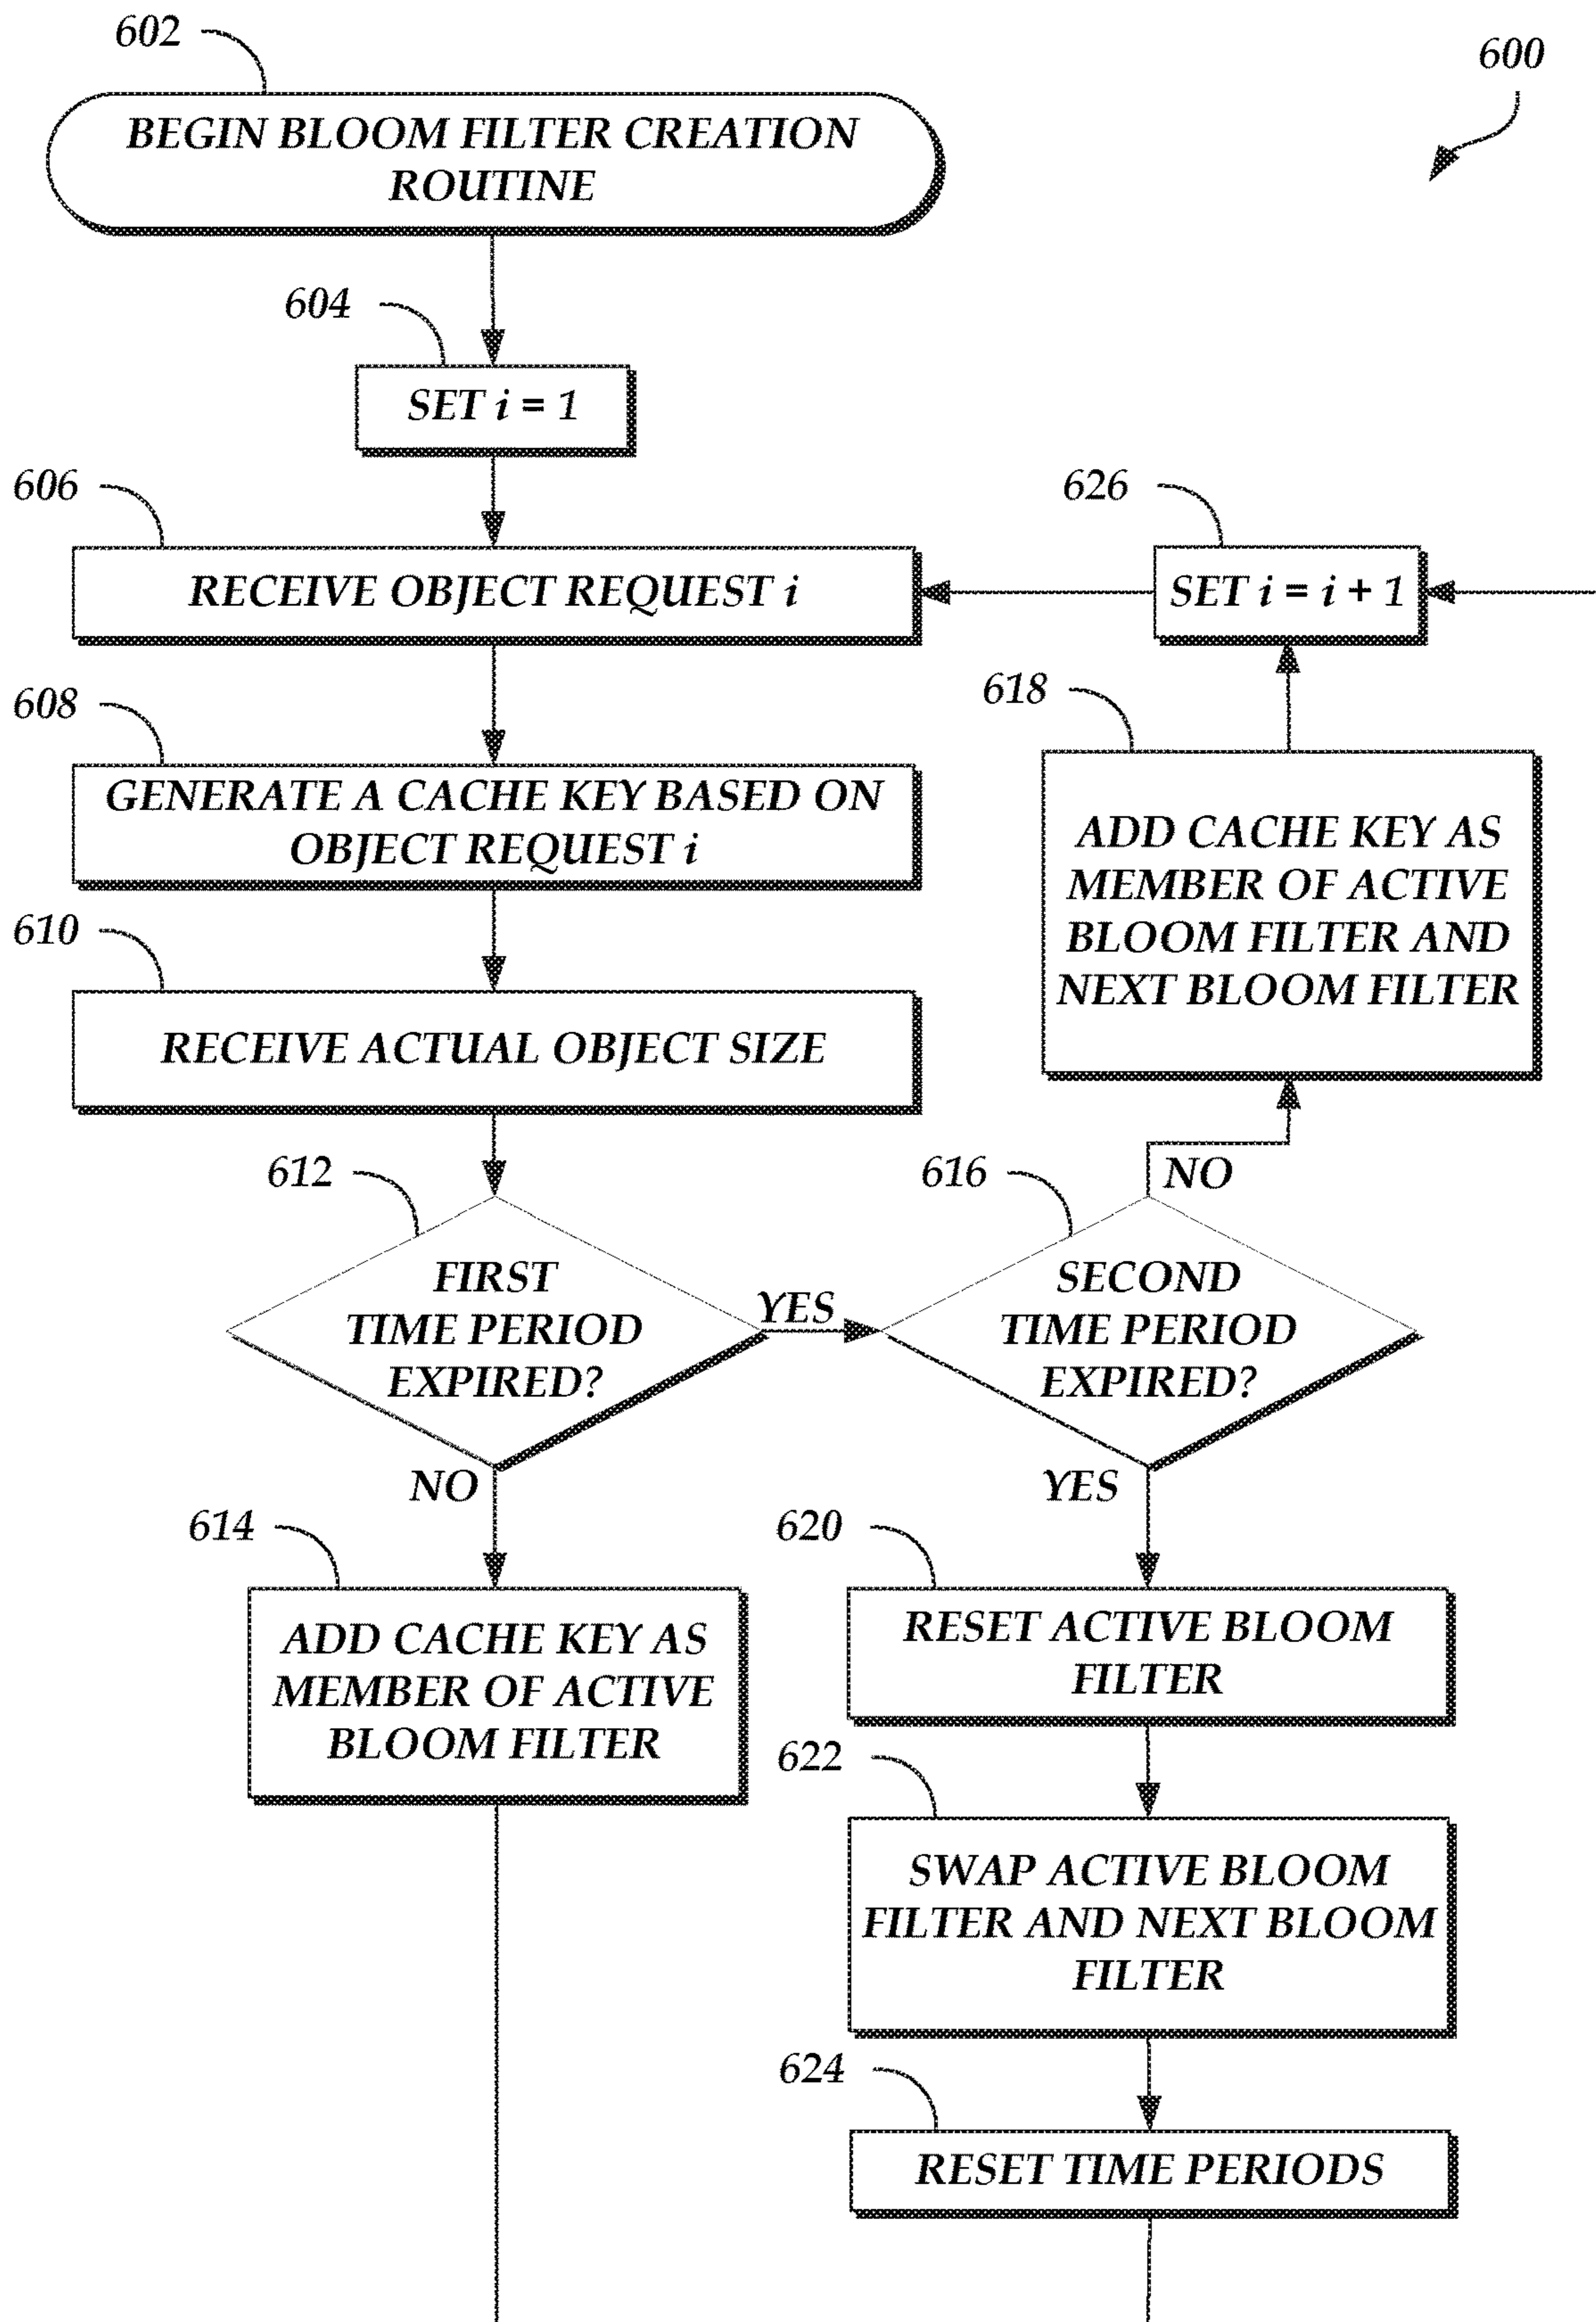 602
600
BEGIN BLOOM FILTER CREATION
ROUTINE
604
SET i = 1
606
RECEIVE OBJECT REQUEST i
626
SET i = i + 1
608
GENERATE A CACHE KEY BASED ON
OBJECT REQUEST i
618
ADD CACHE KEY AS
MEMBER OF ACTIVE
BLOOM FILTER AND
NEXT BLOOM FILTER
610
RECEIVE ACTUAL OBJECT SIZE
612
FIRST
TIME PERIOD
EXPIRED?
YES
NO
616
SECOND
TIME PERIOD
EXPIRED?
NO
YES
614
ADD CACHE KEY AS
MEMBER OF ACTIVE
BLOOM FILTER
620
RESET ACTIVE BLOOM
FILTER
622
SWAP ACTIVE BLOOM
FILTER AND NEXT BLOOM
FILTER
624
RESET TIME PERIODS